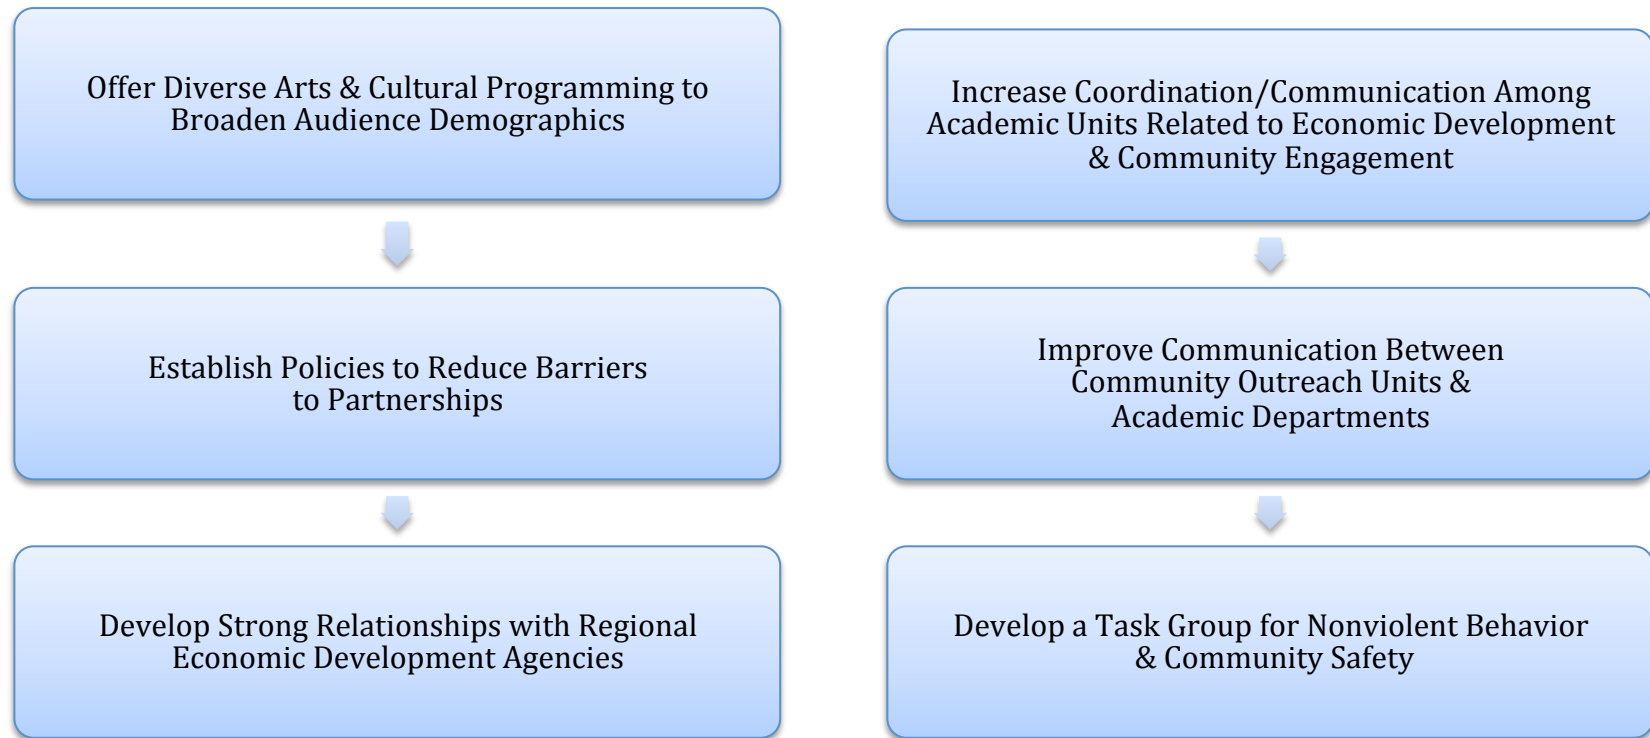 Offer Diverse Arts & Cultural Programming to
Broaden Audience Demographics
Establish Policies to Reduce Barriers
to Partnerships
Develop Strong Relationships with Regional
Economic Development Agencies
Increase Coordination/Communication Among
Academic Units Related to Economic Development
& Community Engagement
Improve Communication Between
Community Outreach Units &
Academic Departments
Develop a Task Group for Nonviolent Behavior
& Community Safety